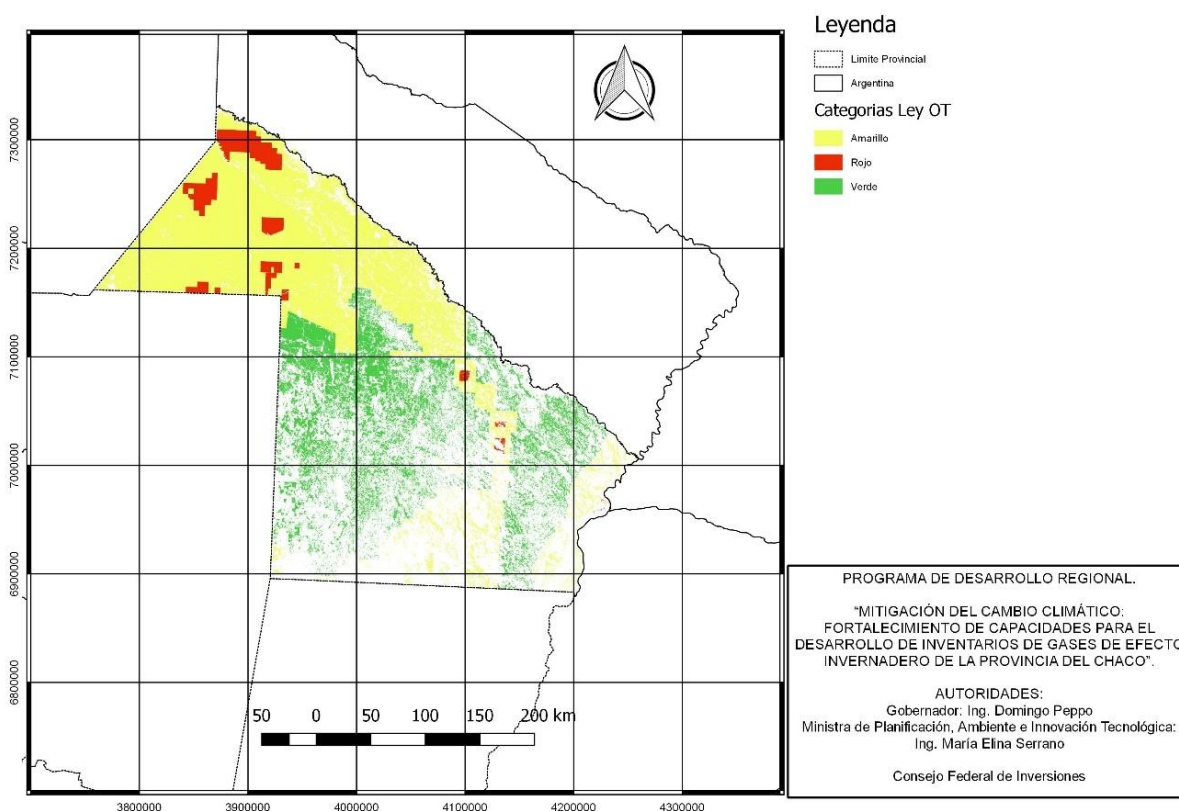 Leyenda
Limite Provincial
Argentina
Categorias Ley OT
Amarillo
Rojo
Verde
7300000
7200000
7100000
7000000
6900000
6800000
50 0 50 100 150 200 km
3800000 3900000 4000000 4100000 4200000 4300000
PROGRAMA DE DESARROLLO REGIONAL.
"MITIGACIÓN DEL CAMBIO CLIMÁTICO:
FORTALECIMIENTO DE CAPACIDADES PARA EL
DESARROLLO DE INVENTARIOS DE GASES DE EFECTO
INVERNADERO DE LA PROVINCIA DEL CHACO".
AUTORIDADES:
Gobernador: Ing. Domingo Peppo
Ministra de Planificación, Ambiente e Innovación Tecnológica:
Ing. María Elina Serrano
Consejo Federal de Inversiones